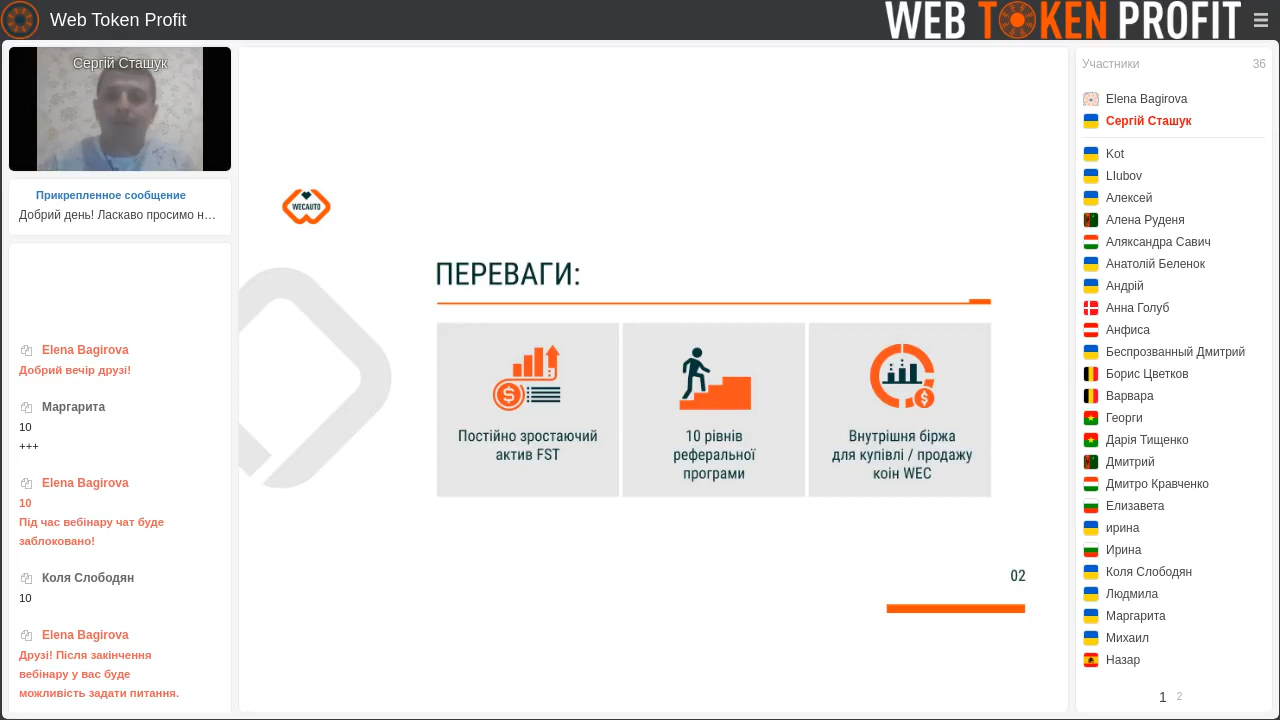 Web Token Profit
WEB TOKEN PROFIT
Сергій Сташук
Прикрепленное сообщение
Добрий день! Ласкаво просимо н…
Elena Bagirova
Добрий вечір друзі!
Маргарита
10
+++
Elena Bagirova
10
Під час вебінару чат буде
заблоковано!
Коля Слободян
10
Elena Bagirova
Друзі! Після закінчення
вебінару у вас буде
можливість задати питання.
WECAUTO
ПЕРЕВАГИ:
Постійно зростаючий
актив FST
10 рівнів
реферальної
програми
Внутрішня біржа
для купівлі / продажу
коін WEC
02
Участники 36
Elena Bagirova
Сергій Сташук
Kot
LIubov
Алексей
Алена Руденя
Аляксандра Савич
Анатолій Беленок
Андрій
Анна Голуб
Анфиса
Беспрозванный Дмитрий
Борис Цветков
Варвара
Георги
Дарія Тищенко
Дмитрий
Дмитро Кравченко
Елизавета
ирина
Ирина
Коля Слободян
Людмила
Маргарита
Михаил
Назар
1 2